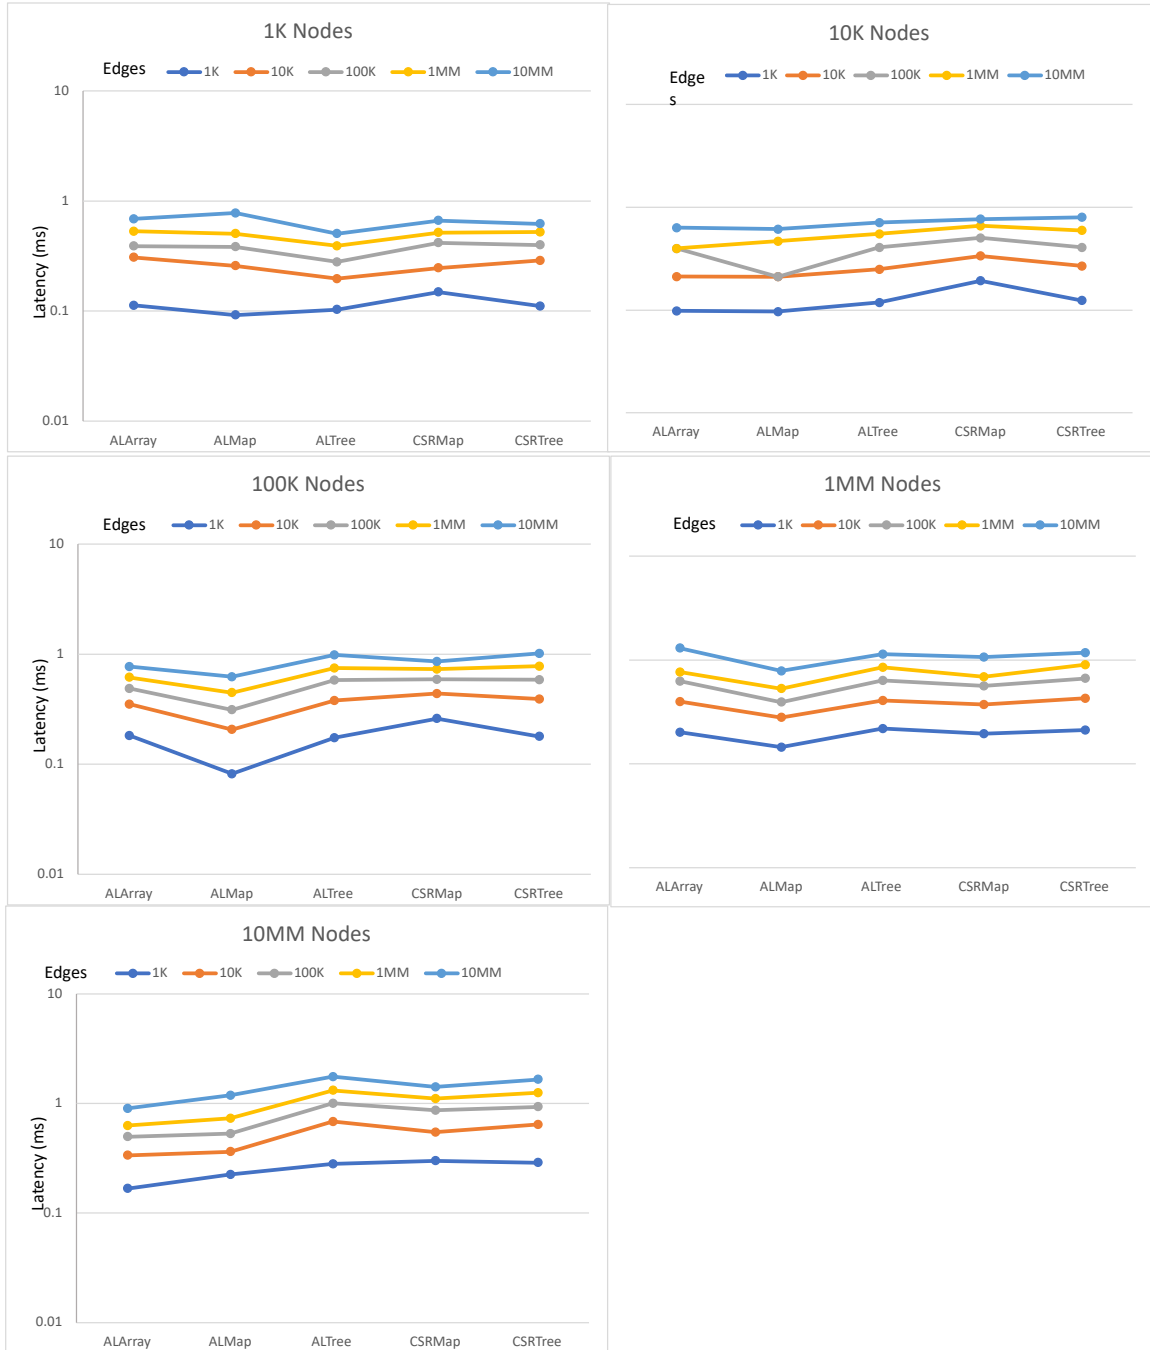 1K Nodes
Edges 1K 10K 100K 1MM 10MM
10
1
0.1
0.01
Latency (ms)
ALArray ALMap ALTree CSRMap CSRTree
10K Nodes
Edge
s
1K 10K 100K 1MM 10MM
ALArray ALMap ALTree CSRMap CSRTree
100K Nodes
Edges 1K 10K 100K 1MM 10MM
10
1
0.1
0.01
Latency (ms)
ALArray ALMap ALTree CSRMap CSRTree
1MM Nodes
Edges 1K 10K 100K 1MM 10MM
ALArray ALMap ALTree CSRMap CSRTree
10MM Nodes
Edges 1K 10K 100K 1MM 10MM
10
1
0.1
0.01
Latency (ms)
ALArray ALMap ALTree CSRMap CSRTree